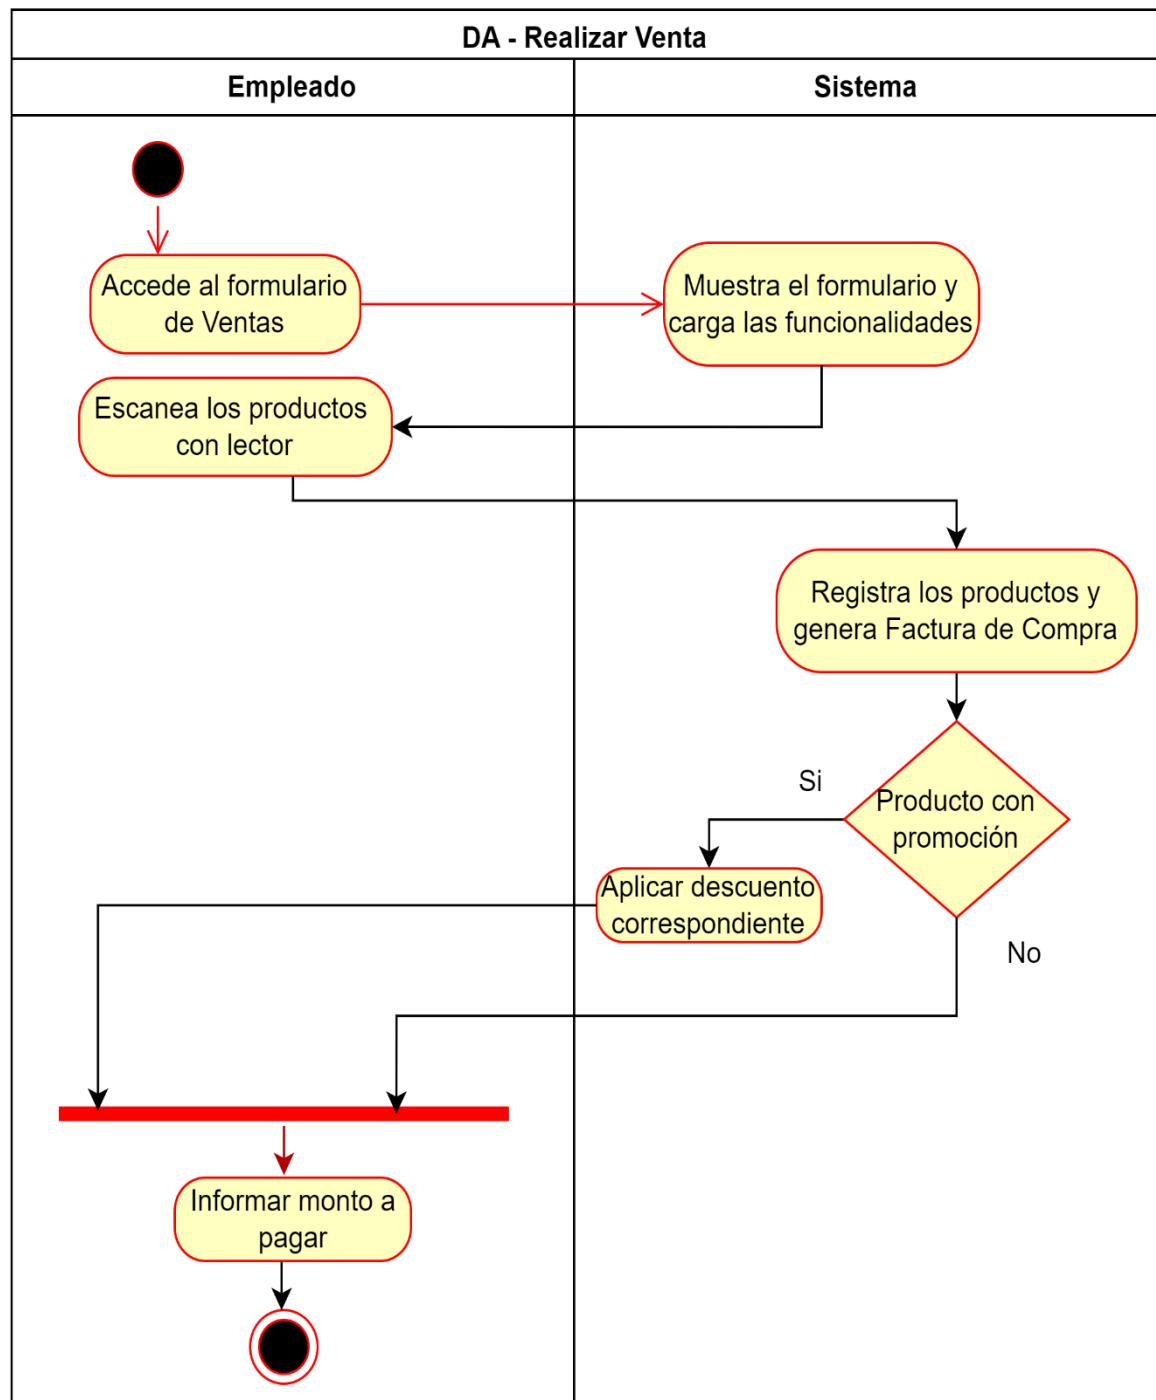 DA - Realizar Venta
Empleado
Sistema
Accede al formulario
de Ventas
Muestra el formulario y
carga las funcionalidades
Escanea los productos
con lector
Registra los productos y
genera Factura de Compra
Producto con
promoción
Si
Aplicar descuento
correspondiente
No
Informar monto a
pagar